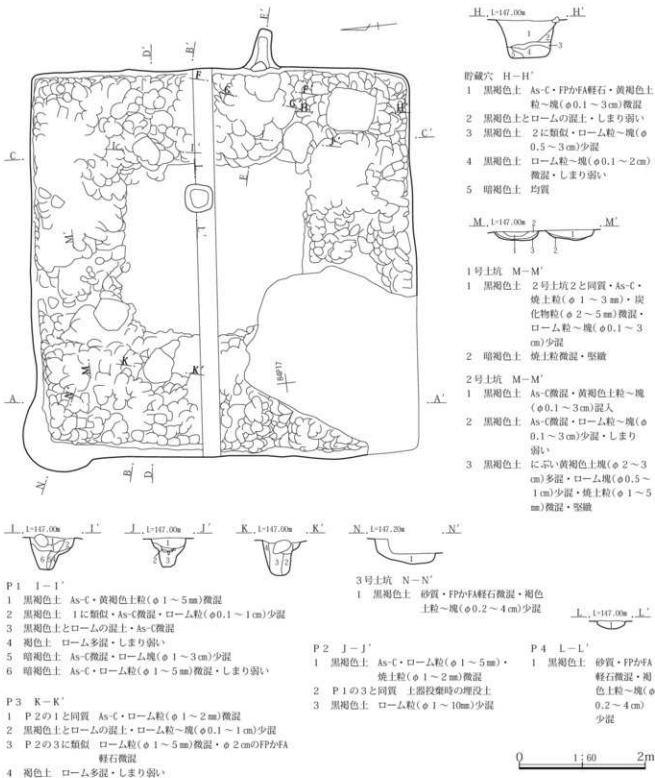 H L=147.00m H′
1
2
3
4
貯蔵穴 H-H′
1 黒褐色土 As-C・FPかFA軽石・黄褐色土
粒～塊(φ0.1～3㎝)微混
2 黒褐色土とロームの混土・しまり弱い
3 黒褐色土 2に類似・ローム粒～塊(φ
0.5～3㎝)少混
4 黒褐色土 ローム粒～塊(φ0.1～2㎝)
微混・しまり弱い
5 暗褐色土 均質
M L=147.00m 2 M′
1 3 2
1号土坑 M-M′
1 黒褐色土 2号土坑2と同質・As-C・
焼土粒(φ1～3㎜)・炭
化物粒(φ2～5㎜)微混・
ローム粒～塊(φ0.1～3
㎝)少混
2 暗褐色土 焼土粒微混・堅緻
2号土坑 M-M′
1 黒褐色土 As-C微混・黄褐色土粒～塊
(φ0.1～3㎝)混入
2 黒褐色土 As-C微混・ローム粒～塊(φ
0.1～3㎝)少混・しまり
弱い
3 黒褐色土 にぶい黄褐色土塊(φ2～3
㎝)多混・ローム塊(φ0.5～
1㎝)少混・焼土粒(φ1～5
㎜)微混・堅緻
E′
D′
B′
F
F′
G
G′
H
H′
C
C′
E
I
I′
L
L′
M
M′
K
K′
N
N′
184P17
A
A′
B
D
I L=147.00m I′
J L=147.00m J′
K L=147.00m K′
N L=147.20m N′
1
P1 I-I′
1 黒褐色土 As-C・黄褐色土粒(φ1～5㎜)微混
2 黒褐色土 1に類似・As-C微混・ローム粒(φ0.1～1㎝)少混
3 黒褐色土とロームの混土・As-C微混
4 褐色土 ローム多混・しまり弱い
5 暗褐色土 As-C微混・ローム塊(φ1～3㎝)少混
6 暗褐色土 As-C・ローム粒(φ1～5㎜)微混・しまり弱い
P3 K-K′
1 P2の1と同質 As-C・ローム粒(φ1～2㎜)微混
2 黒褐色土とロームの混土・ローム粒～塊(φ0.1～1㎝)少混
3 P2の3に類似 ローム粒(φ1～5㎜)微混・φ2㎝のFPかFA
軽石微混
4 褐色土 ローム多混・しまり弱い
3号土坑 N-N′
1 黒褐色土 砂質・FPかFA軽石微混・褐色
土粒～塊(φ0.2～4㎝)少混
P2 J-J′
1 黒褐色土 As-C・ローム粒(φ1～5㎜)・
焼土粒(φ1～2㎜)微混
2 P1の3と同質 土器投棄時の埋没土
3 黒褐色土 ローム粒(φ1～10㎜)少混
L L=147.00m L′
1
P4 L-L′
1 黒褐色土 砂質・FPかFA
軽石微混・褐
色土粒～塊(φ
0.2～4㎝)
少混
0 1:60 2m